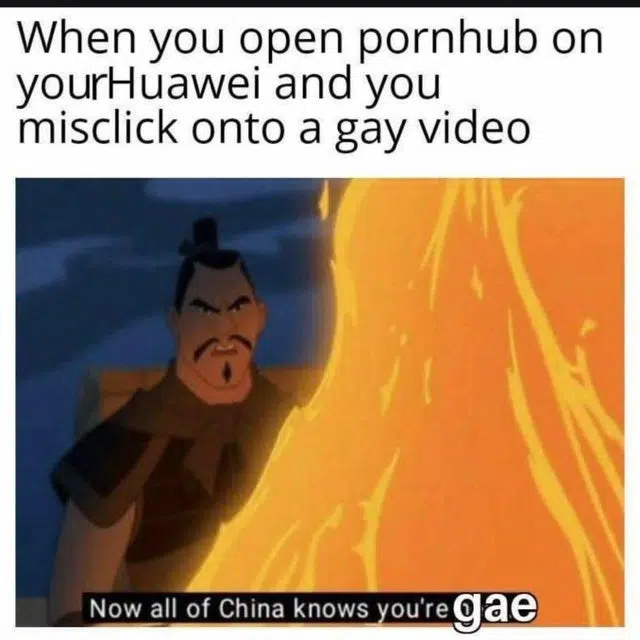 When you open pornhub on
yourHuawei and you
misclick onto a gay video
Now all of China knows you're gae